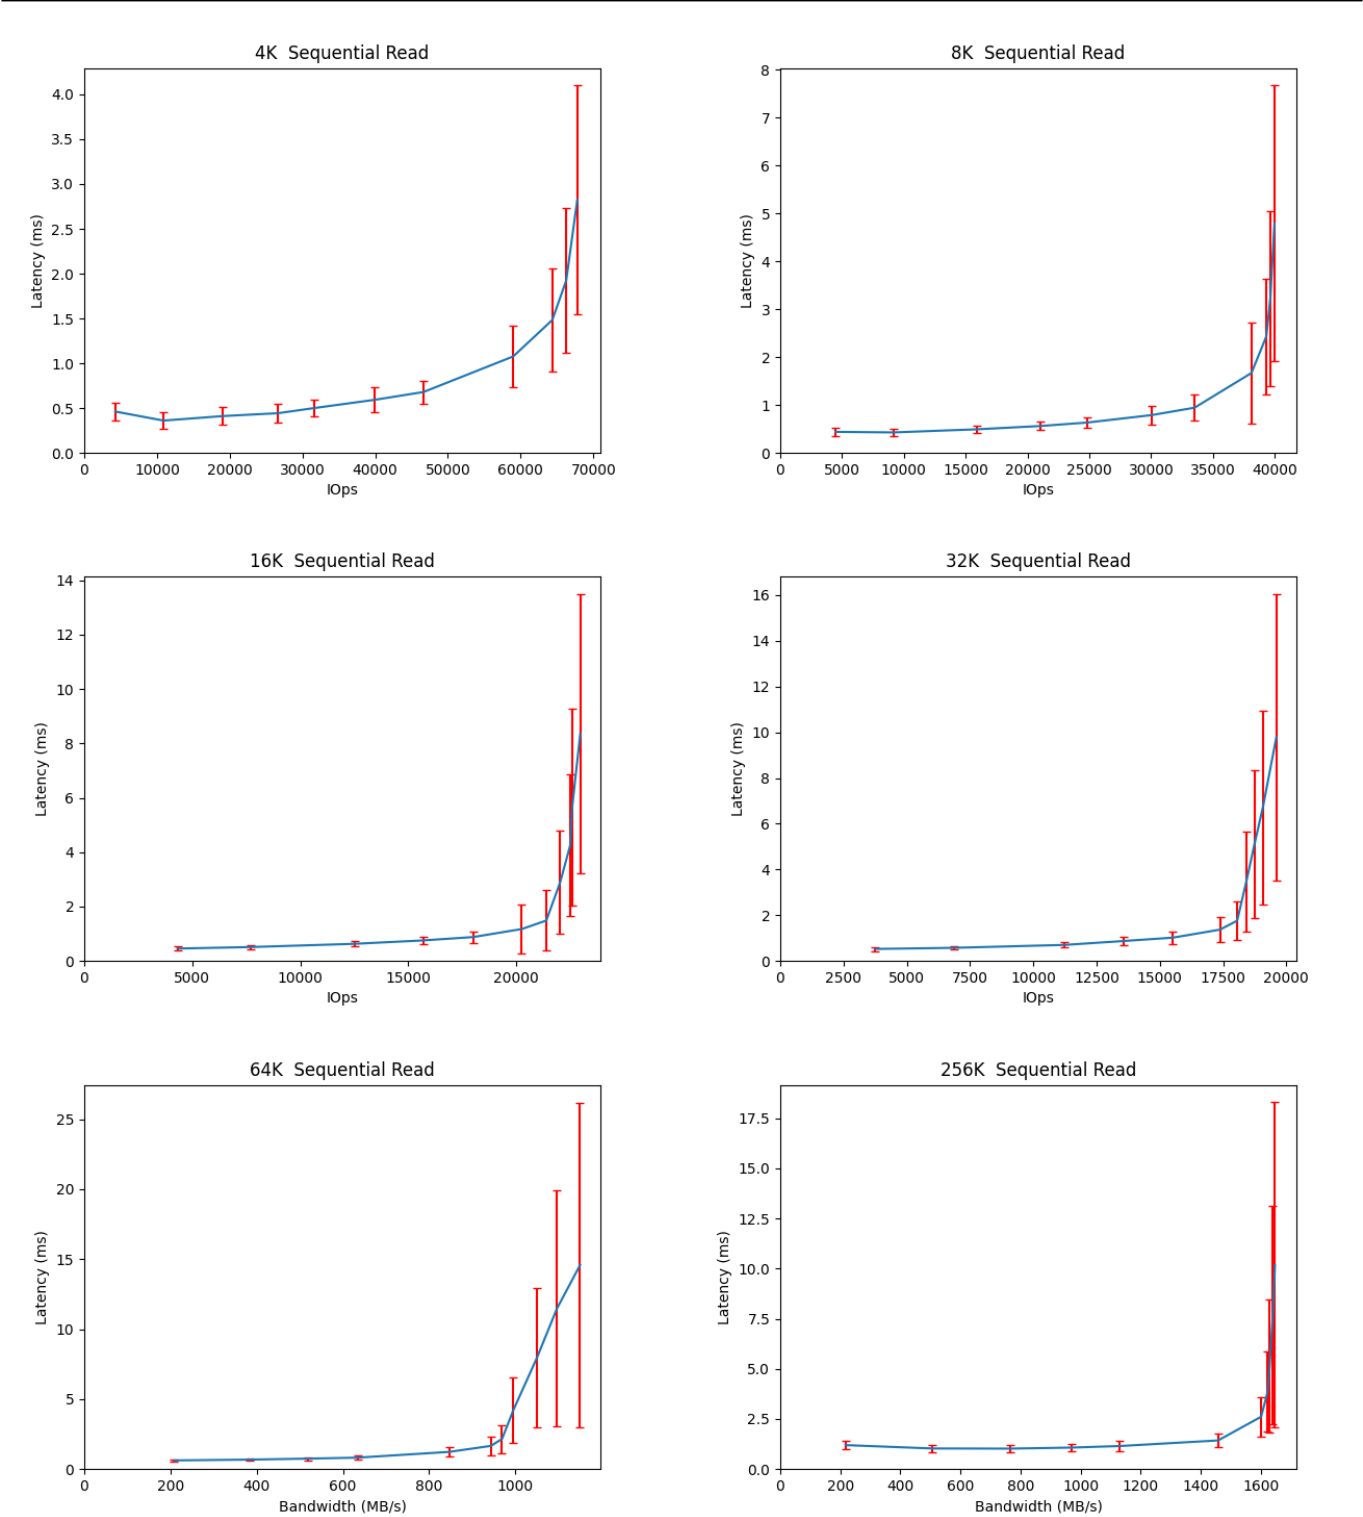 4K  Sequential Read
4.0
3.5
3.0
2.5
2.0
1.5
1.0
0.5
0.0
Latency (ms)
0 10000 20000 30000 40000 50000 60000 70000
IOps
8K  Sequential Read
8
7
6
5
4
3
2
1
0
Latency (ms)
0 5000 10000 15000 20000 25000 30000 35000 40000
IOps
16K  Sequential Read
14
12
10
8
6
4
2
0
Latency (ms)
0 5000 10000 15000 20000
IOps
32K  Sequential Read
16
14
12
10
8
6
4
2
0
Latency (ms)
0 2500 5000 7500 10000 12500 15000 17500 20000
IOps
64K  Sequential Read
25
20
15
10
5
0
Latency (ms)
0 200 400 600 800 1000
Bandwidth (MB/s)
256K  Sequential Read
17.5
15.0
12.5
10.0
7.5
5.0
2.5
0.0
Latency (ms)
0 200 400 600 800 1000 1200 1400 1600
Bandwidth (MB/s)